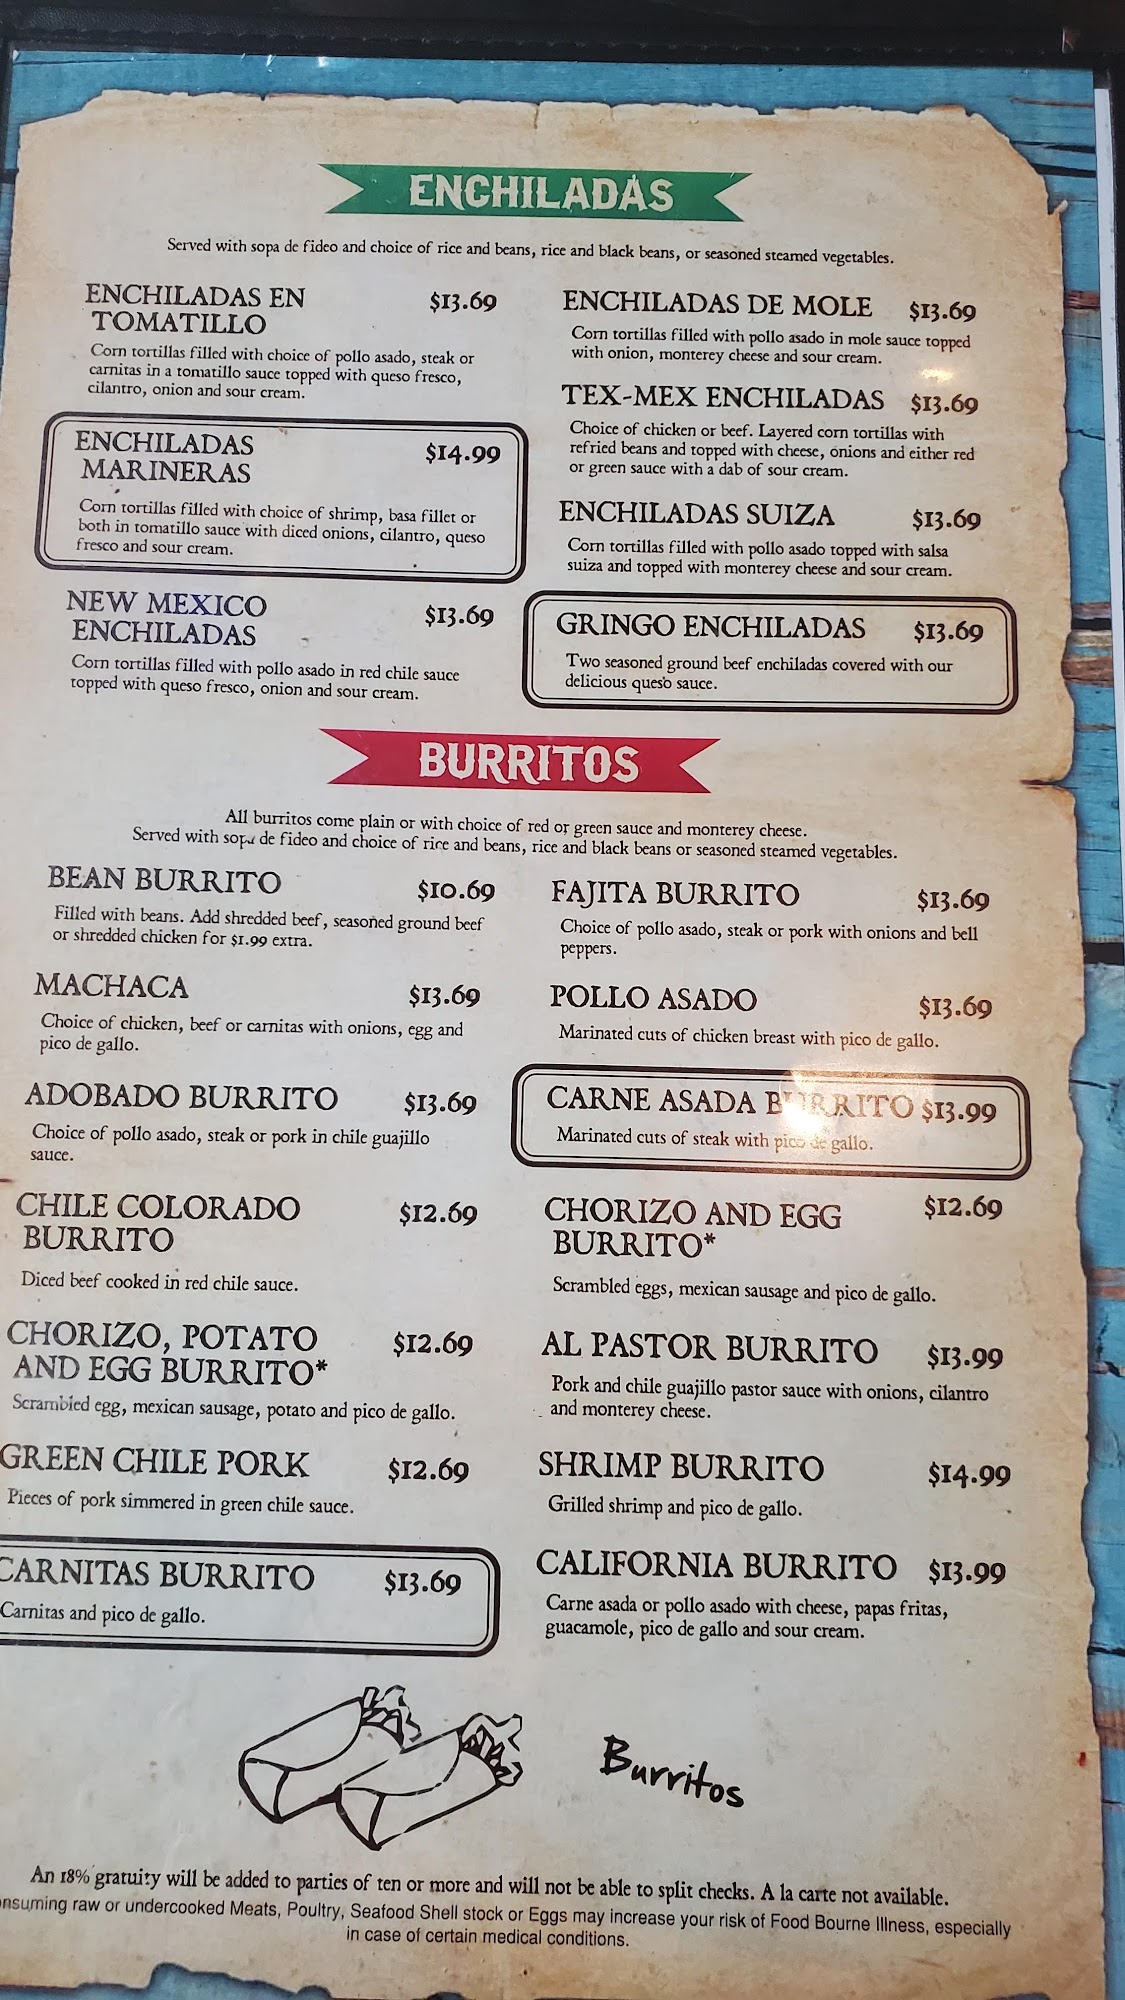 ENCHILADAS
Served with sopa de fideo and choice of rice and beans, rice and black beans, or seasoned steamed vegetables.
ENCHILADAS EN $13.69
TOMATILLO
Corn tortillas filled with choice of pollo asado, steak or
carnitas in a tomatillo sauce topped with queso fresco,
cilantro, onion and sour cream.
ENCHILADAS $14.99
MARINERAS
Corn tortillas filled with choice of shrimp, basa fillet or
both in tomatillo sauce with diced onions, cilantro, queso
fresco and sour cream.
NEW MEXICO $13.69
ENCHILADAS
Corn tortillas filled with pollo asado in red chile sauce
topped with queso fresco, onion and sour cream.
ENCHILADAS DE MOLE $13.69
Corn tortillas filled with pollo asado in mole sauce topped
with onion, monterey cheese and sour cream.
TEX-MEX ENCHILADAS $13.69
Choice of chicken or beef. Layered corn tortillas with
refried beans and topped with cheese, onions and either red
or green sauce with a dab of sour cream.
ENCHILADAS SUIZA $13.69
Corn tortillas filled with pollo asado topped with salsa
suiza and topped with monterey cheese and sour cream.
GRINGO ENCHILADAS $13.69
Two seasoned ground beef enchiladas covered with our
delicious queso sauce.
BURRITOS
All burritos come plain or with choice of red or green sauce and monterey cheese.
Served with sopa de fideo and choice of rice and beans, rice and black beans or seasoned steamed vegetables.
BEAN BURRITO $10.69
Filled with beans. Add shredded beef, seasoned ground beef
or shredded chicken for $1.99 extra.
MACHACA $13.69
Choice of chicken, beef or carnitas with onions, egg and
pico de gallo.
ADOBADO BURRITO $13.69
Choice of pollo asado, steak or pork in chile guajillo
sauce.
CHILE COLORADO $12.69
BURRITO
Diced beef cooked in red chile sauce.
CHORIZO, POTATO $12.69
AND EGG BURRITO*
Scrambled egg, mexican sausage, potato and pico de gallo.
GREEN CHILE PORK $12.69
Pieces of pork simmered in green chile sauce.
CARNITAS BURRITO $13.69
Carnitas and pico de gallo.
FAJITA BURRITO $13.69
Choice of pollo asado, steak or pork with onions and bell
peppers.
POLLO ASADO $13.69
Marinated cuts of chicken breast with pico de gallo.
CARNE ASADA BURRITO $13.99
Marinated cuts of steak with pico de gallo.
CHORIZO AND EGG $12.69
BURRITO*
Scrambled eggs, mexican sausage and pico de gallo.
AL PASTOR BURRITO $13.99
Pork and chile guajillo pastor sauce with onions, cilantro
and monterey cheese.
SHRIMP BURRITO $14.99
Grilled shrimp and pico de gallo.
CALIFORNIA BURRITO $13.99
Carne asada or pollo asado with cheese, papas fritas,
guacamole, pico de gallo and sour cream.
Burritos
An 18% gratuity will be added to parties of ten or more and will not be able to split checks. A la carte not available.
onsuming raw or undercooked Meats, Poultry, Seafood Shell stock or Eggs may increase your risk of Food Bourne Illness, especially
in case of certain medical conditions.